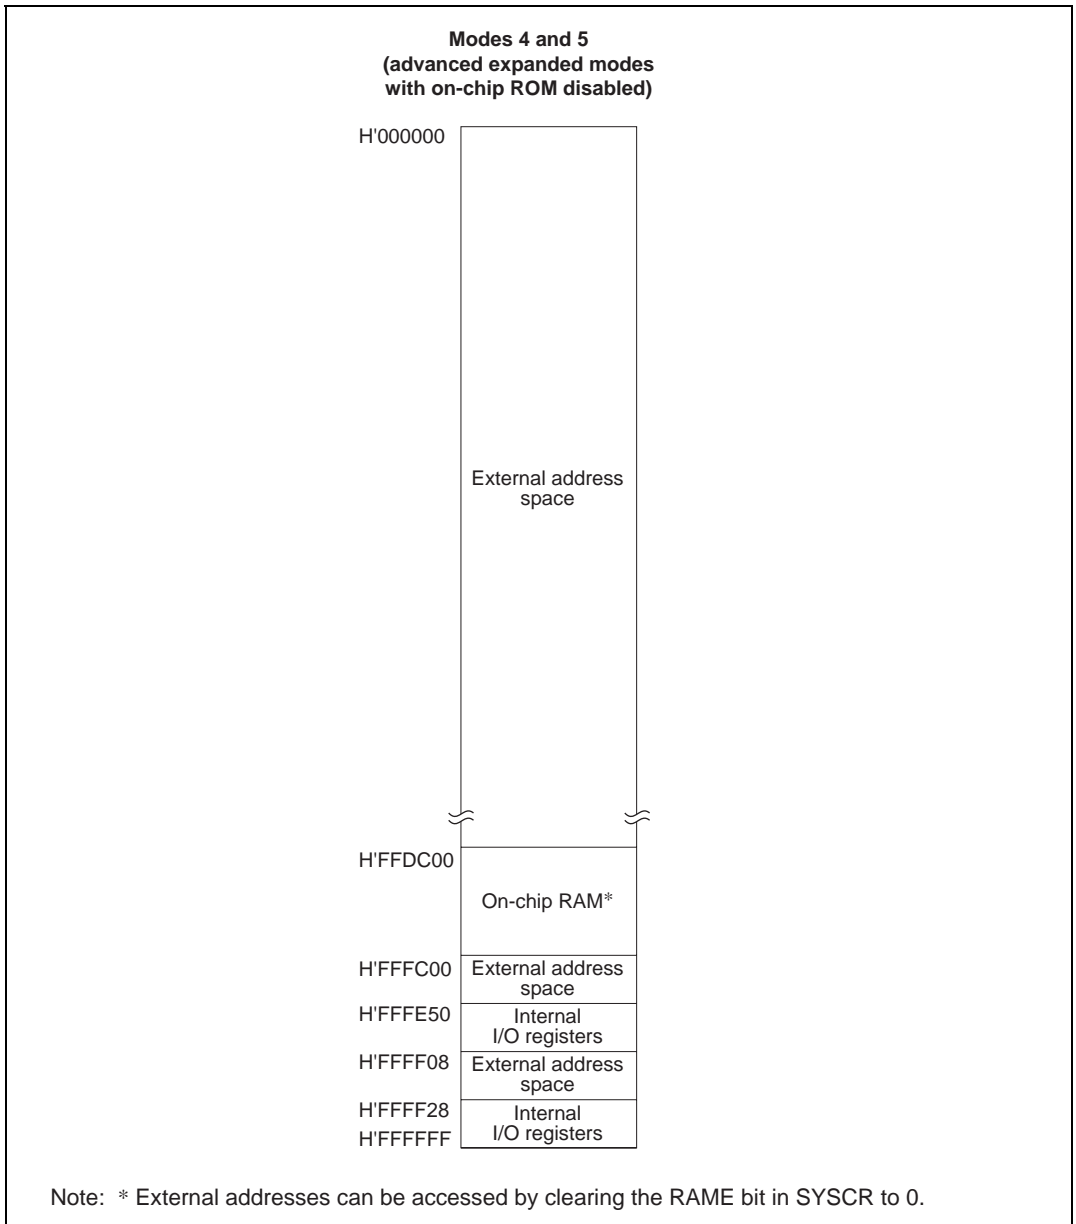 Modes 4 and 5
(advanced expanded modes
with on-chip ROM disabled)
H'000000
External address
space
H'FFDC00
On-chip RAM*
H'FFFC00
External address
space
H'FFFE50
Internal
I/O registers
H'FFFF08
External address
space
H'FFFF28
Internal
I/O registers
H'FFFFFF
Note: * External addresses can be accessed by clearing the RAME bit in SYSCR to 0.